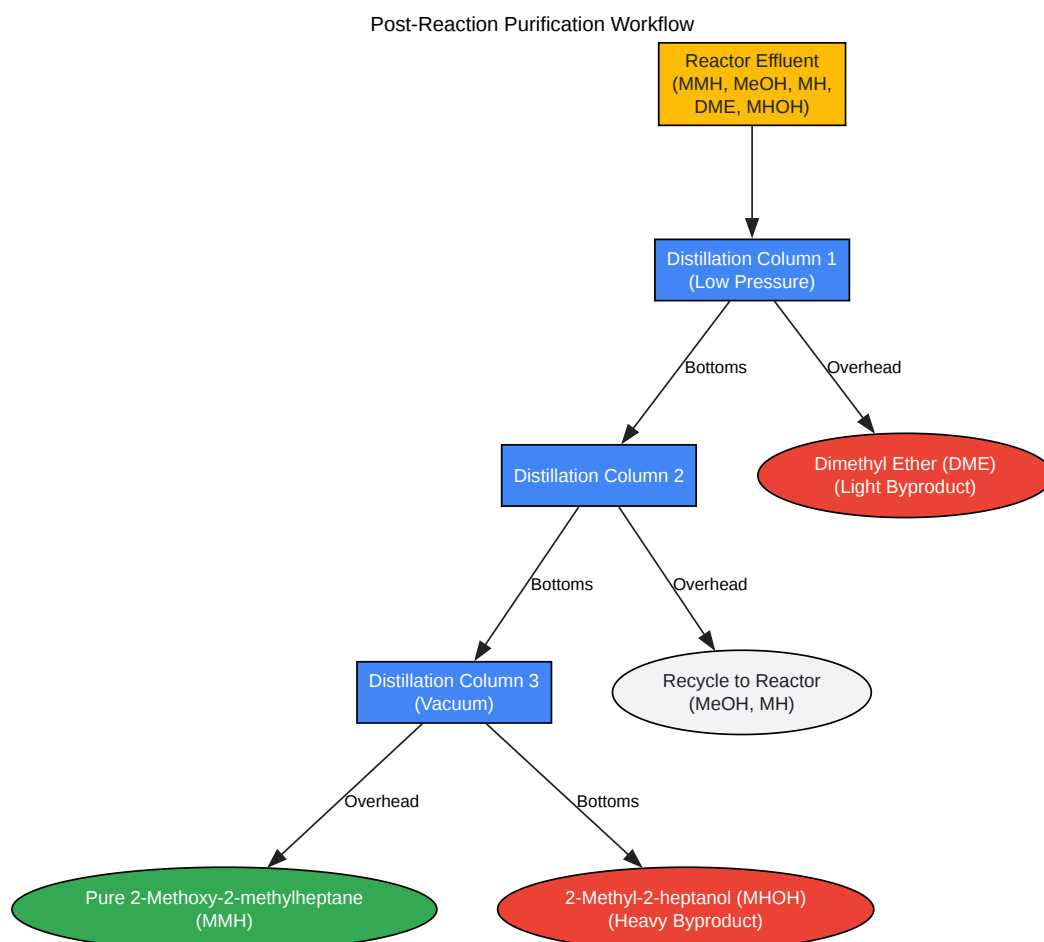 Post-Reaction Purification Workflow
Reactor Effluent
(MMH, MeOH, MH,
DME, MHOH)
Distillation Column 1
(Low Pressure)
Bottoms
Overhead
Distillation Column 2
Dimethyl Ether (DME)
(Light Byproduct)
Bottoms
Overhead
Distillation Column 3
(Vacuum)
Recycle to Reactor
(MeOH, MH)
Overhead
Bottoms
Pure 2-Methoxy-2-methylheptane
(MMH)
2-Methyl-2-heptanol (MHOH)
(Heavy Byproduct)